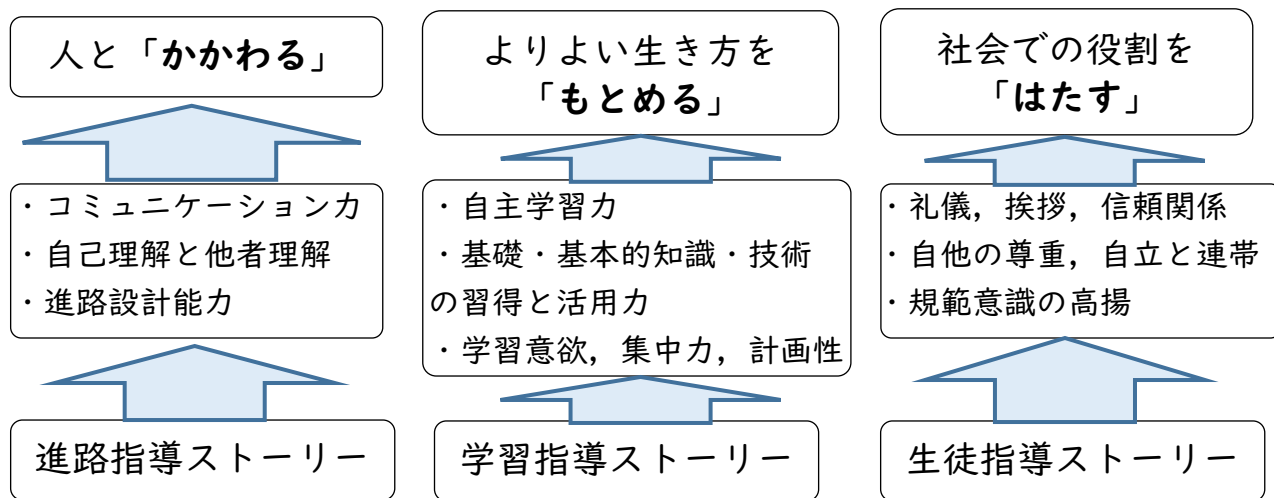 人と「かかわる」
よりよい生き方を
「もとめる」
社会での役割を
「はたす」
・コミュニケーション力
・自己理解と他者理解
・進路設計能力
・自主学習力
・基礎・基本的知識・技術
の習得と活用力
・学習意欲，集中力，計画性
・礼儀，挨拶，信頼関係
・自他の尊重，自立と連帯
・規範意識の高揚
進路指導ストーリー
学習指導ストーリー
生徒指導ストーリー